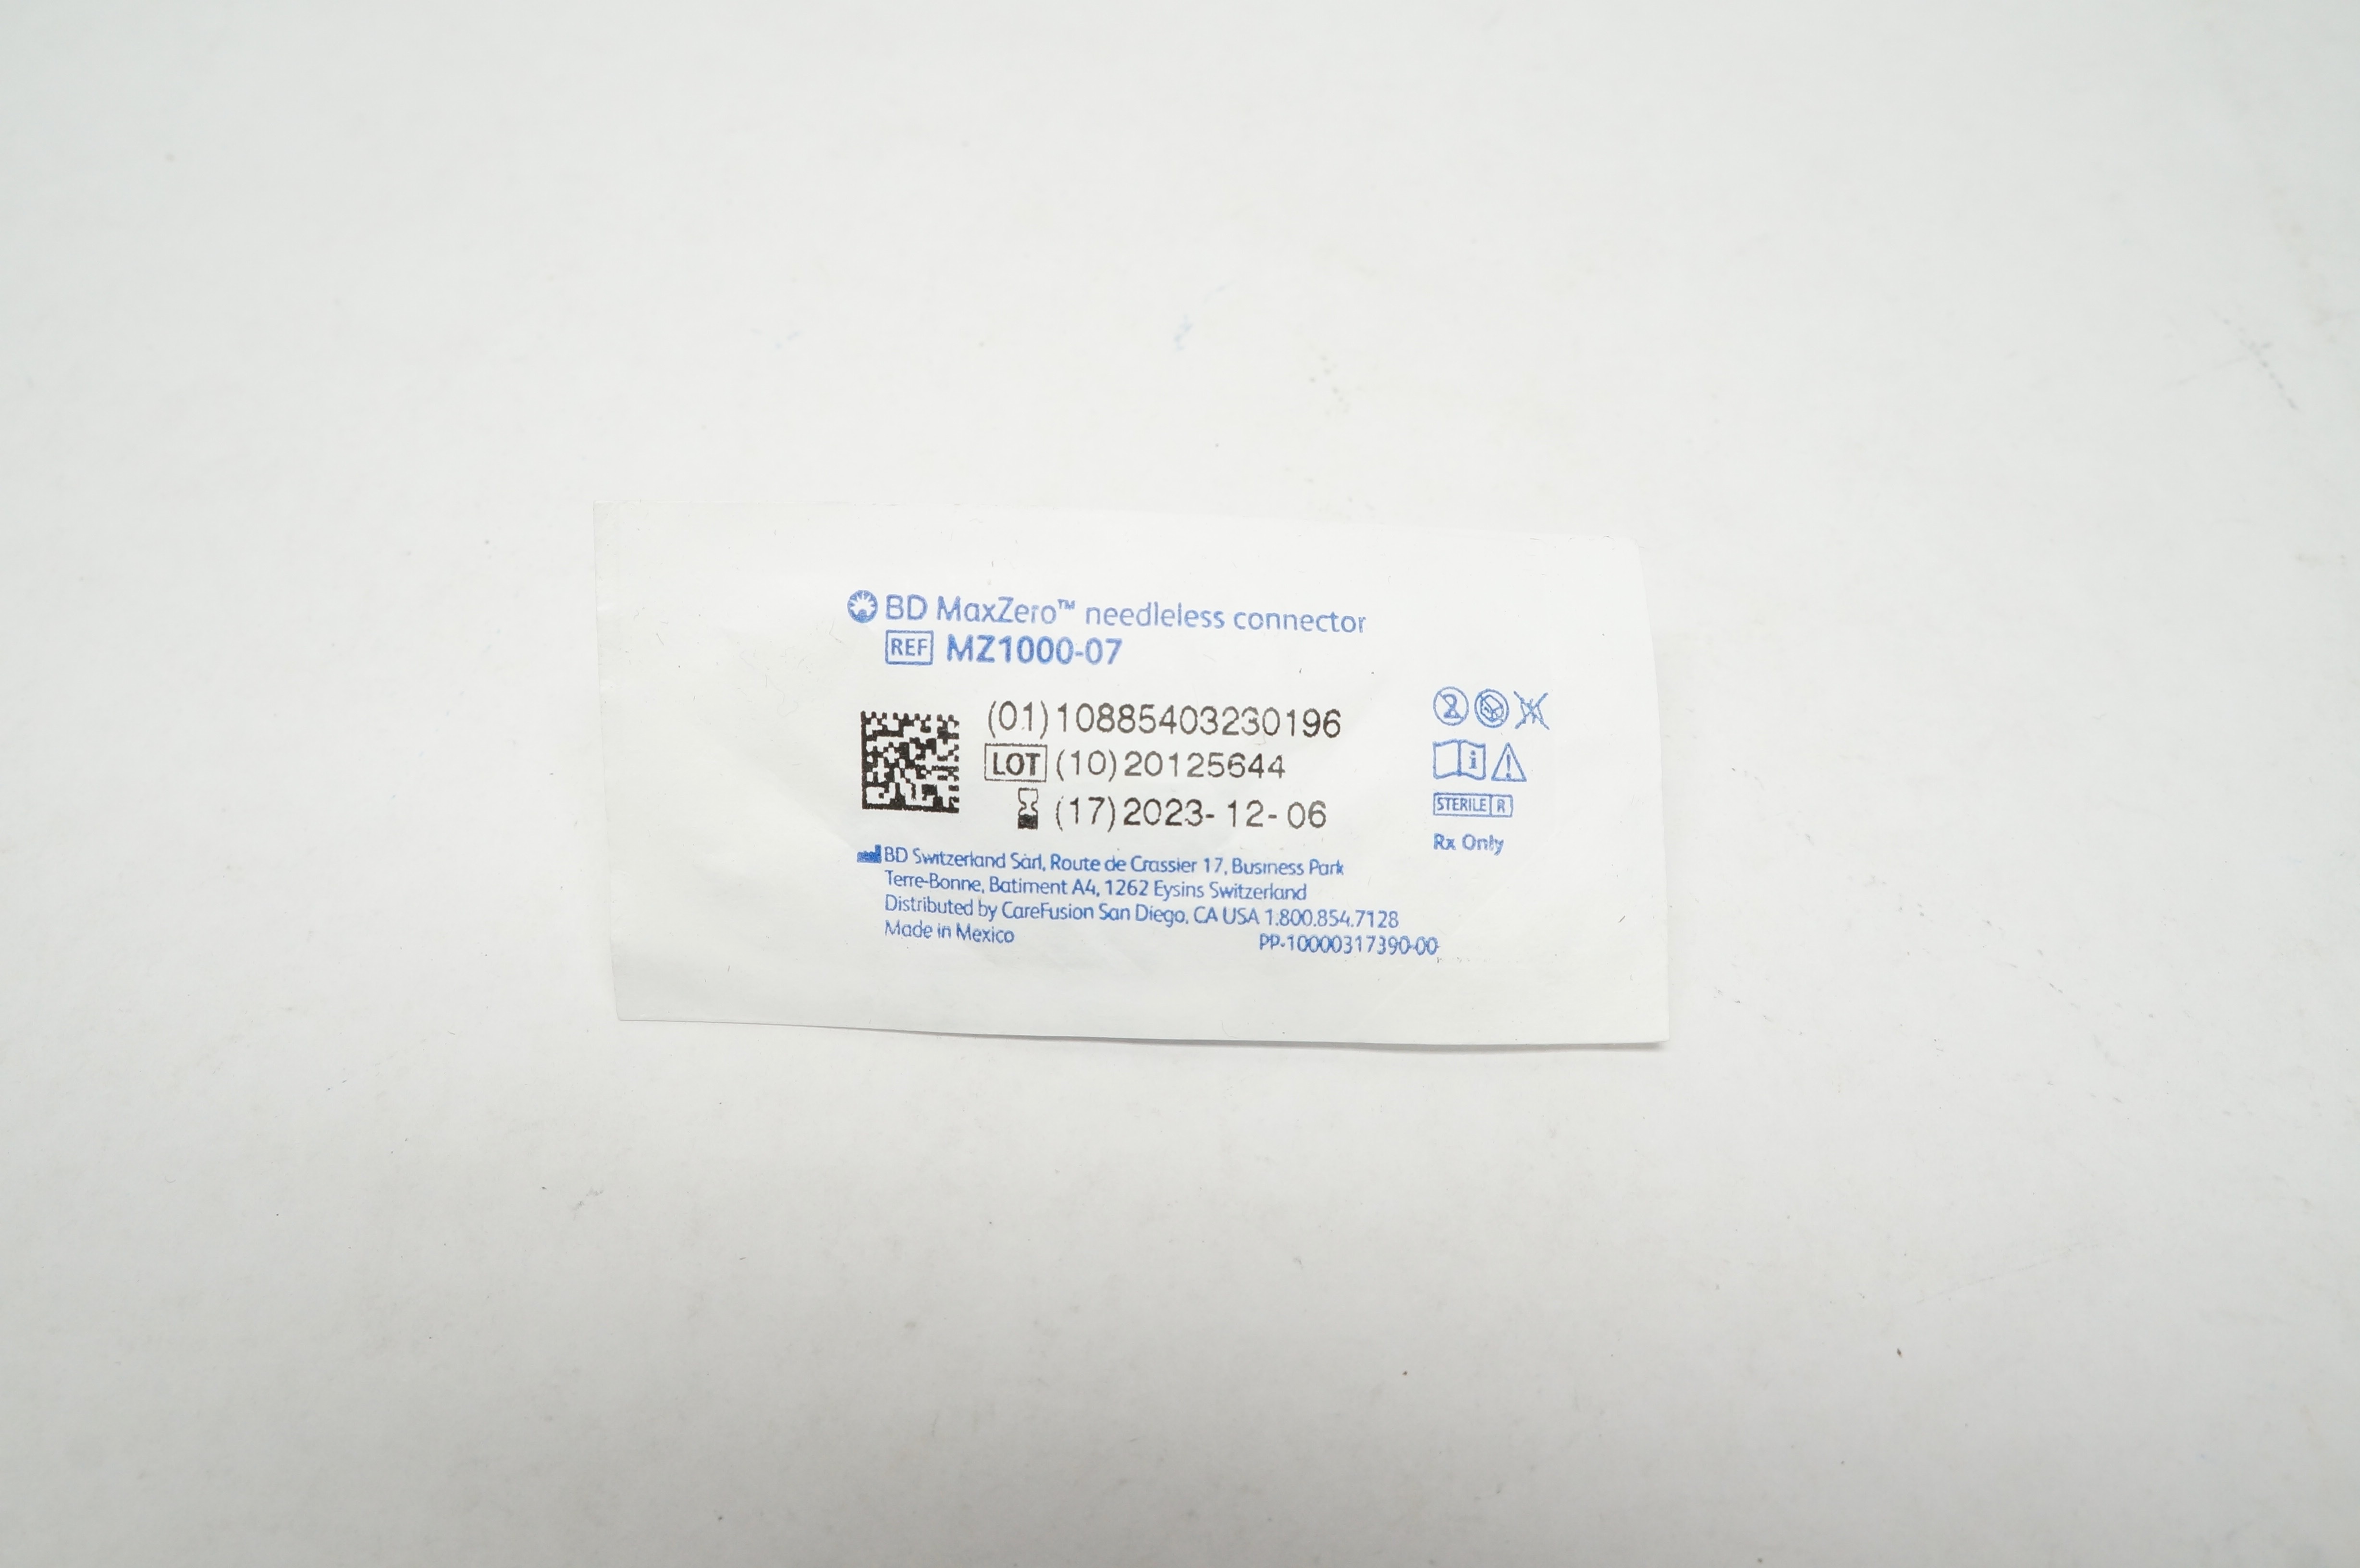 BD MaxZero™ needleless connector
REF MZ1000-07
(01)10885403230196
LOT (10)20125644
(17)2023-12-06
2
i
STERILE R
Rx Only
BD Switzerland Sàrl, Route de Crassier 17, Business Park
Terre-Bonne, Batiment A4, 1262 Eysins Switzerland
Distributed by CareFusion San Diego, CA USA 1.800.854.7128
Made in Mexico
PP-10000317390-00